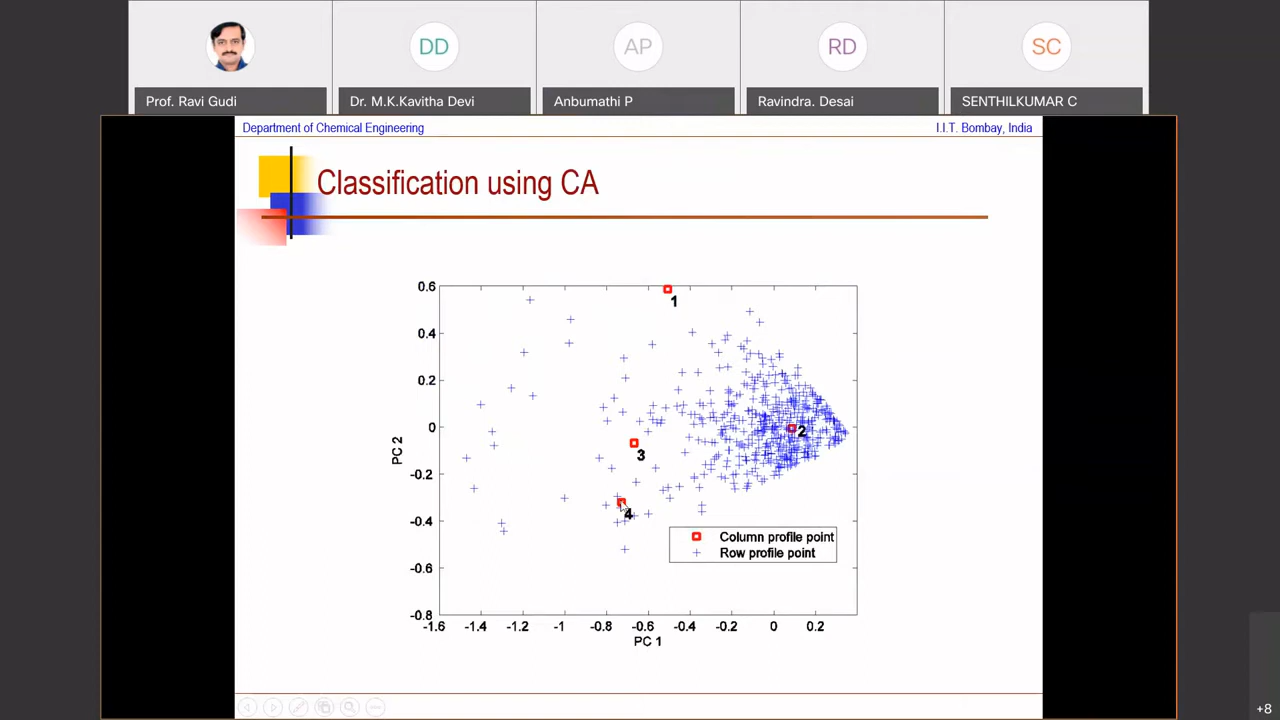 DD
AP
RD
SC
Prof. Ravi Gudi
Dr. M.K.Kavitha Devi
Anbumathi P
Ravindra. Desai
SENTHILKUMAR C
Department of Chemical Engineering
I.I.T. Bombay, India
Classification using CA
0.6
0.4
0.2
0
-0.2
-0.4
-0.6
-0.8
PC 2
1
2
3
4
Column profile point
Row profile point
-1.6 -1.4 -1.2 -1 -0.8 -0.6 -0.4 -0.2 0 0.2
PC 1
+8